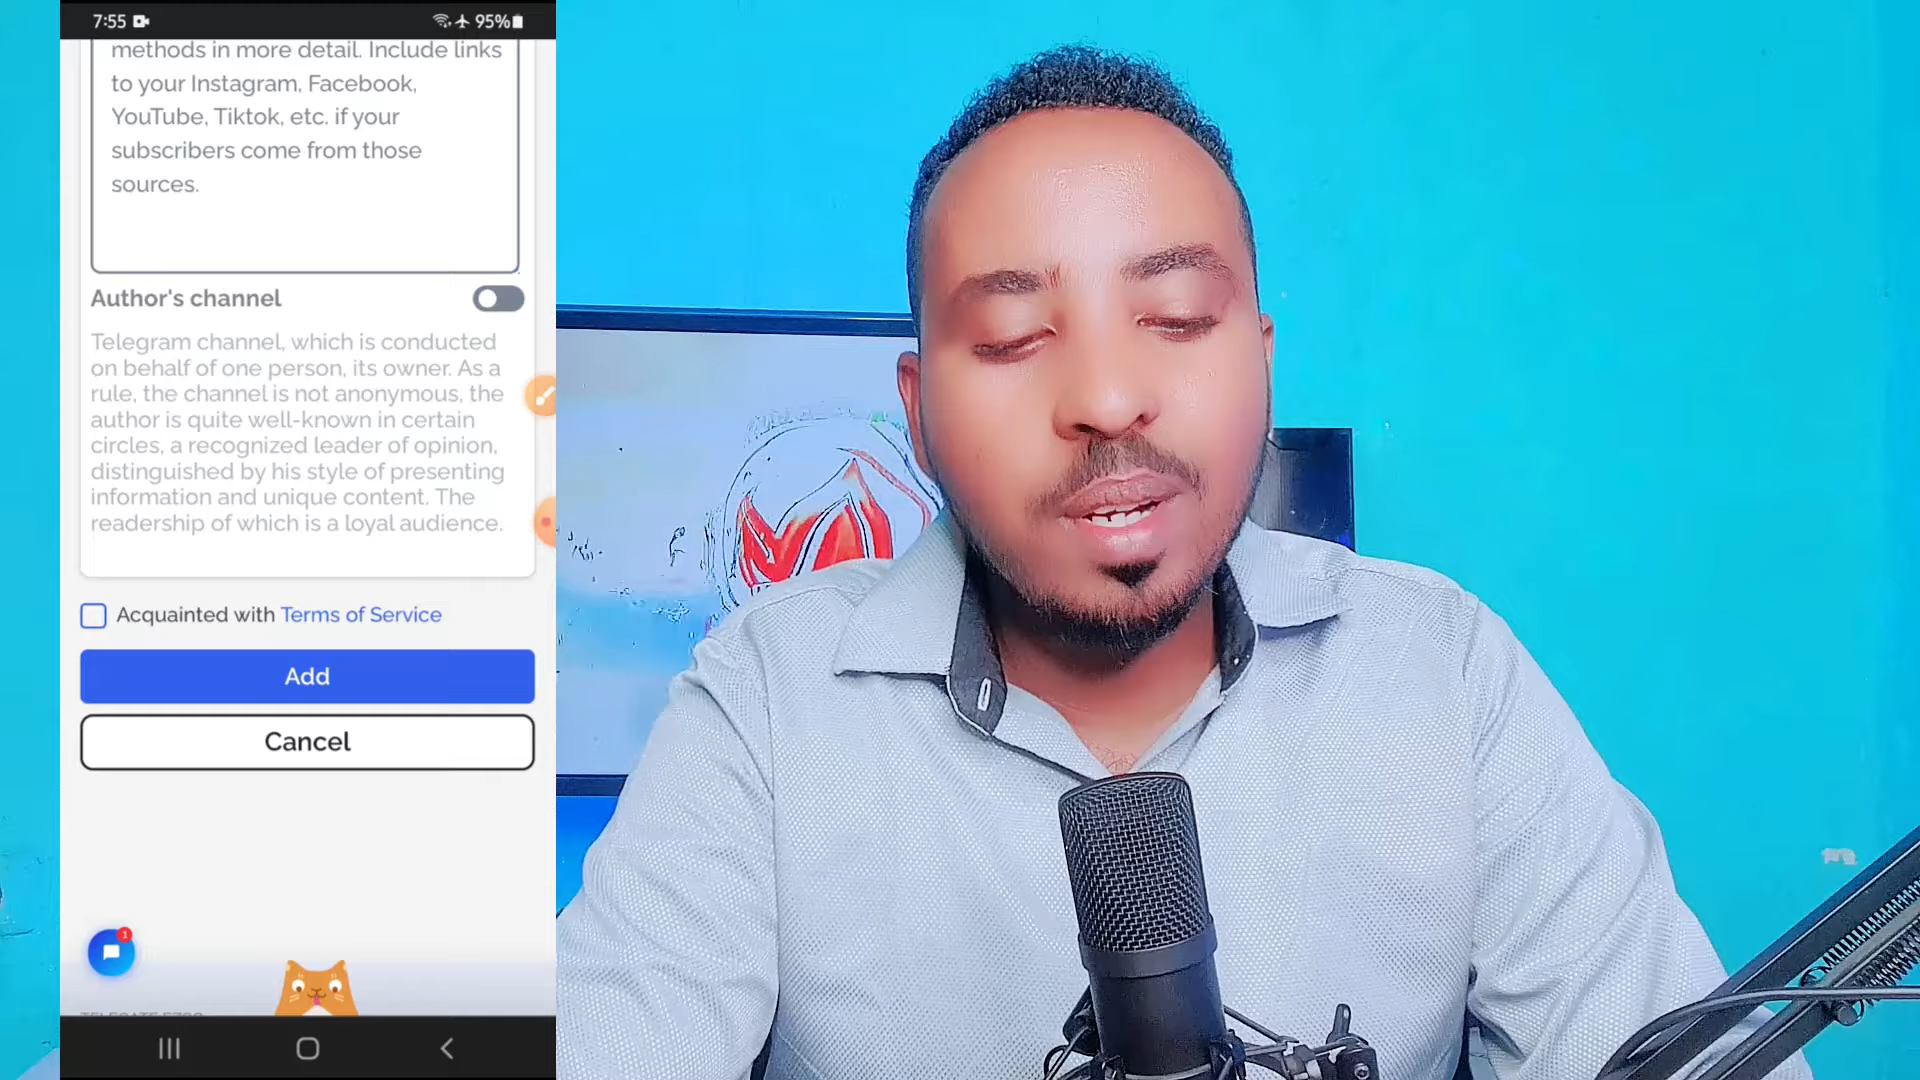 7:55
95%
methods in more detail. Include links
to your Instagram, Facebook,
YouTube, Tiktok, etc. if your
subscribers come from those
sources.
Author's channel
Telegram channel, which is conducted
on behalf of one person, its owner. As a
rule, the channel is not anonymous, the
author is quite well-known in certain
circles, a recognized leader of opinion,
distinguished by his style of presenting
information and unique content. The
readership of which is a loyal audience.
Acquainted with Terms of Service
Add
Cancel
1